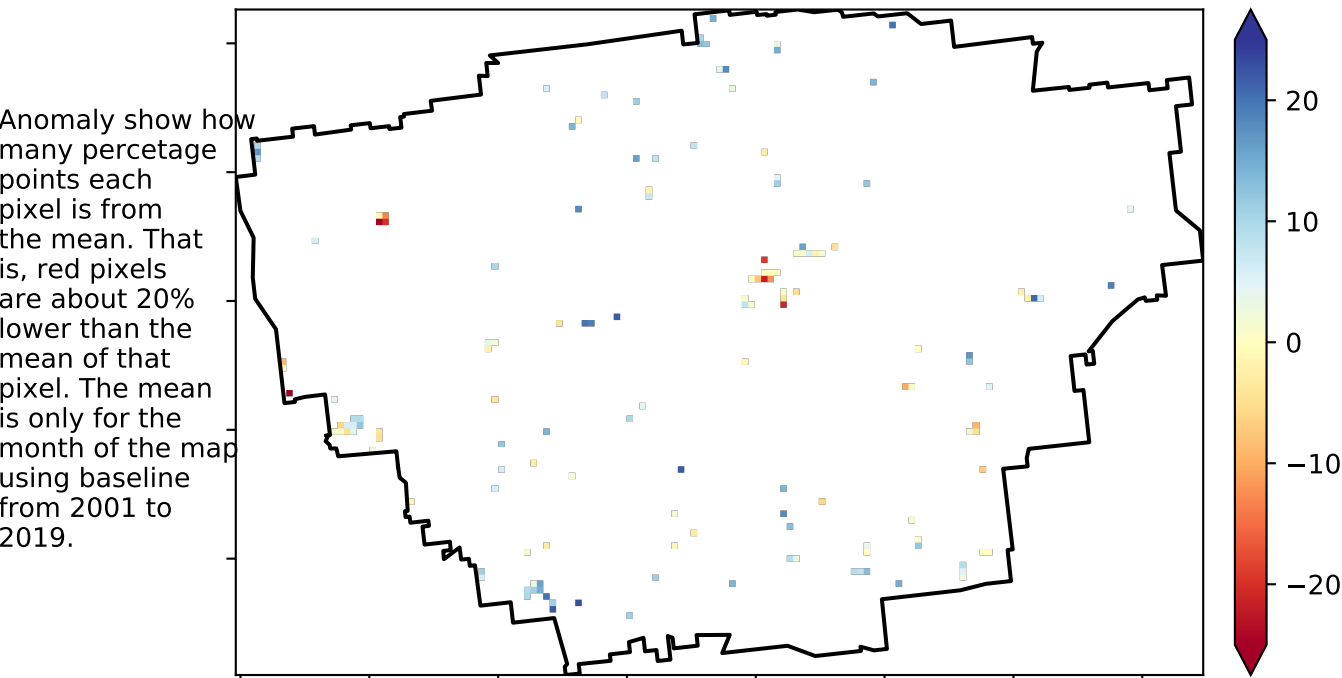 Anomaly show how
many percetage
points each
pixel is from
the mean. That
is, red pixels
are about 20%
lower than the
mean of that
pixel. The mean
is only for the
month of the map
using baseline
from 2001 to
2019.
20
10
0
−10
−20